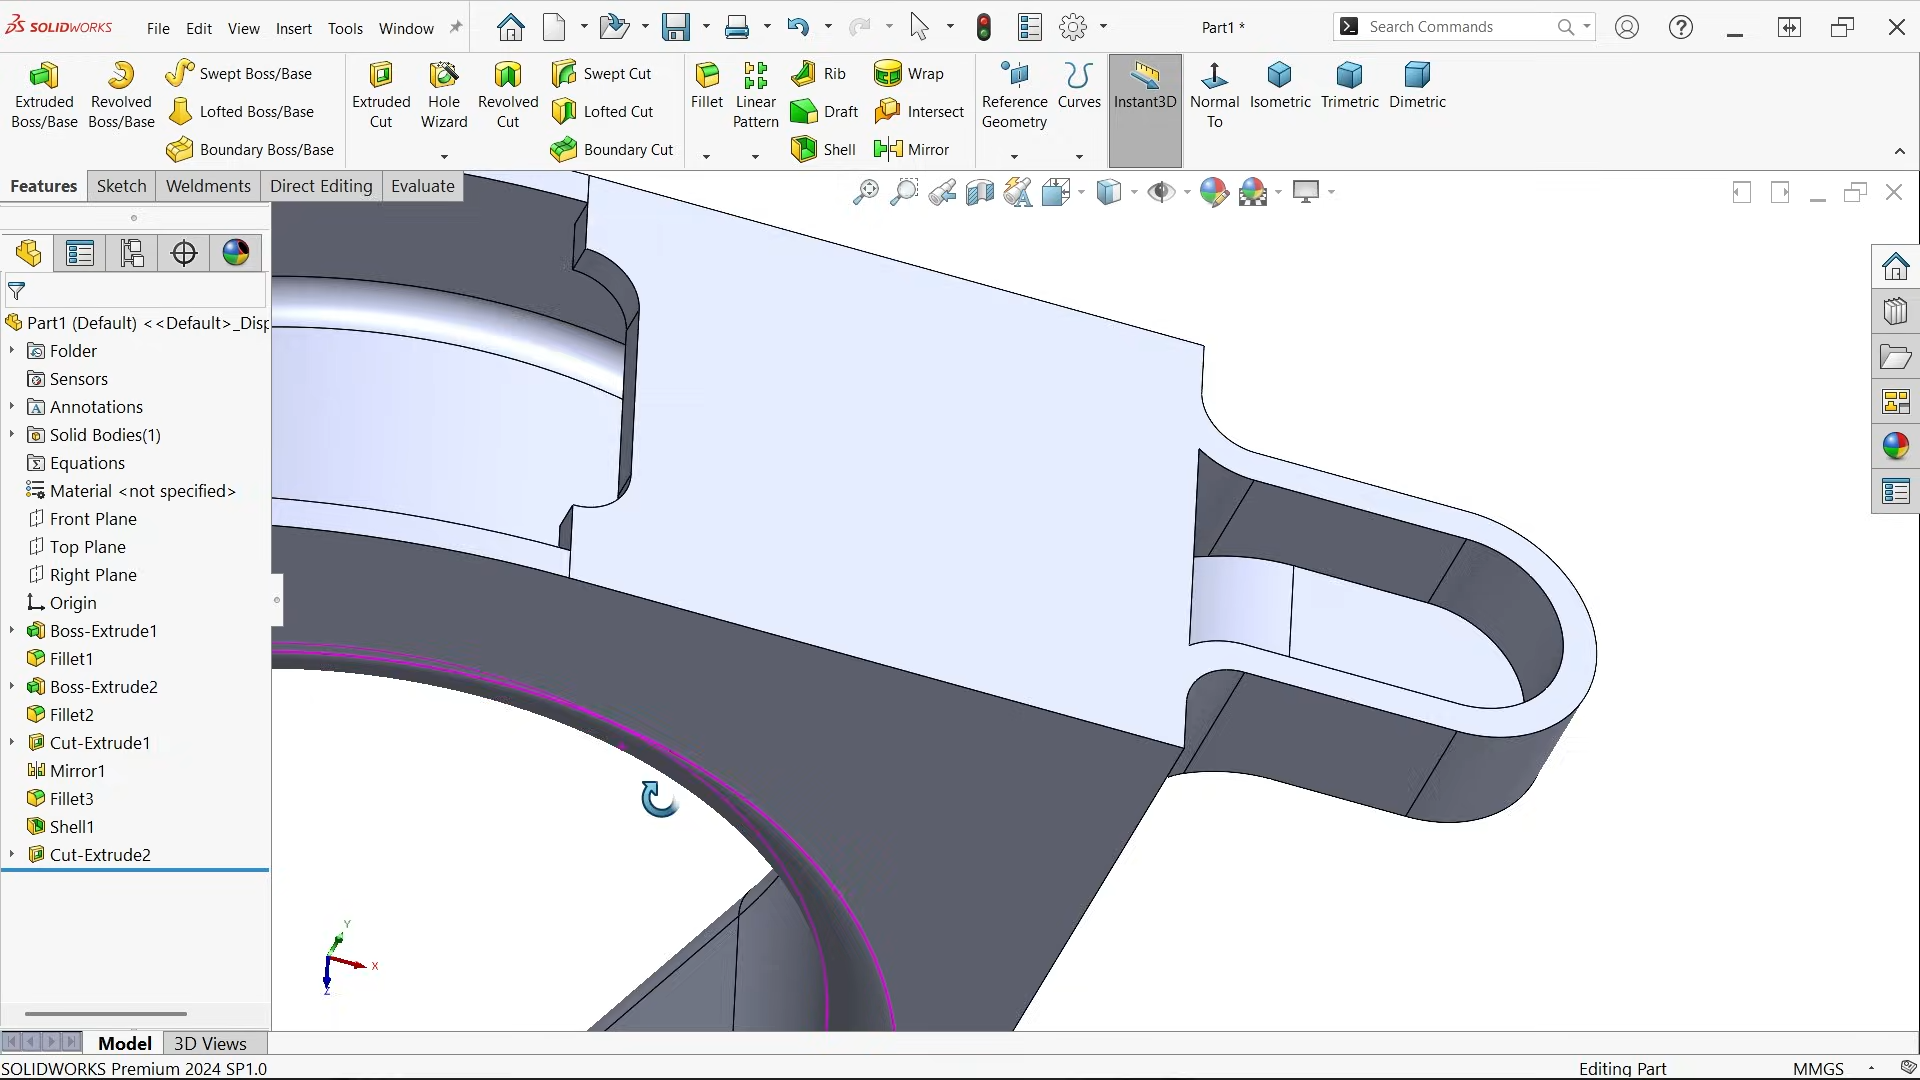 SOLIDWORKS
File Edit View Insert Tools Window
Part1 *
Search Commands
Extruded Boss/Base
Revolved Boss/Base
Swept Boss/Base
Lofted Boss/Base
Boundary Boss/Base
Extruded Cut
Hole Wizard
Revolved Cut
Swept Cut
Lofted Cut
Boundary Cut
Fillet
Linear Pattern
Rib
Draft
Shell
Wrap
Intersect
Mirror
Reference Geometry
Curves
Instant3D
Normal To
Isometric
Trimetric
Dimetric
Features Sketch Weldments Direct Editing Evaluate
Part1 (Default) <<Default>_Disp
Folder
Sensors
Annotations
Solid Bodies(1)
Equations
Material <not specified>
Front Plane
Top Plane
Right Plane
Origin
Boss-Extrude1
Fillet1
Boss-Extrude2
Fillet2
Cut-Extrude1
Mirror1
Fillet3
Shell1
Cut-Extrude2
Y
X
Z
Model 3D Views
SOLIDWORKS Premium 2024 SP1.0
Editing Part
MMGS